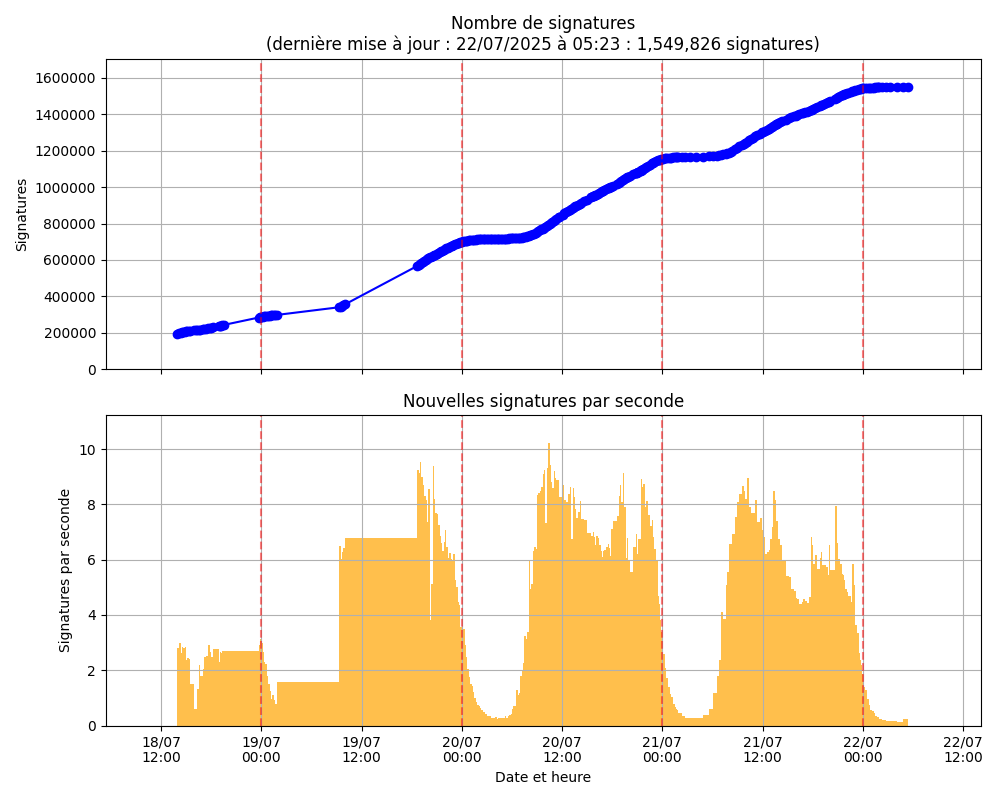 Nombre de signatures
(dernière mise à jour : 22/07/2025 à 05:23 : 1,549,826 signatures)
1600000
1400000
1200000
1000000
800000
600000
400000
200000
0
Signatures
Nouvelles signatures par seconde
10
8
6
4
2
0
Signatures par seconde
18/07 19/07 19/07 20/07 20/07 21/07 21/07 22/07 22/07
12:00 00:00 12:00 00:00 12:00 00:00 12:00 00:00 12:00
Date et heure